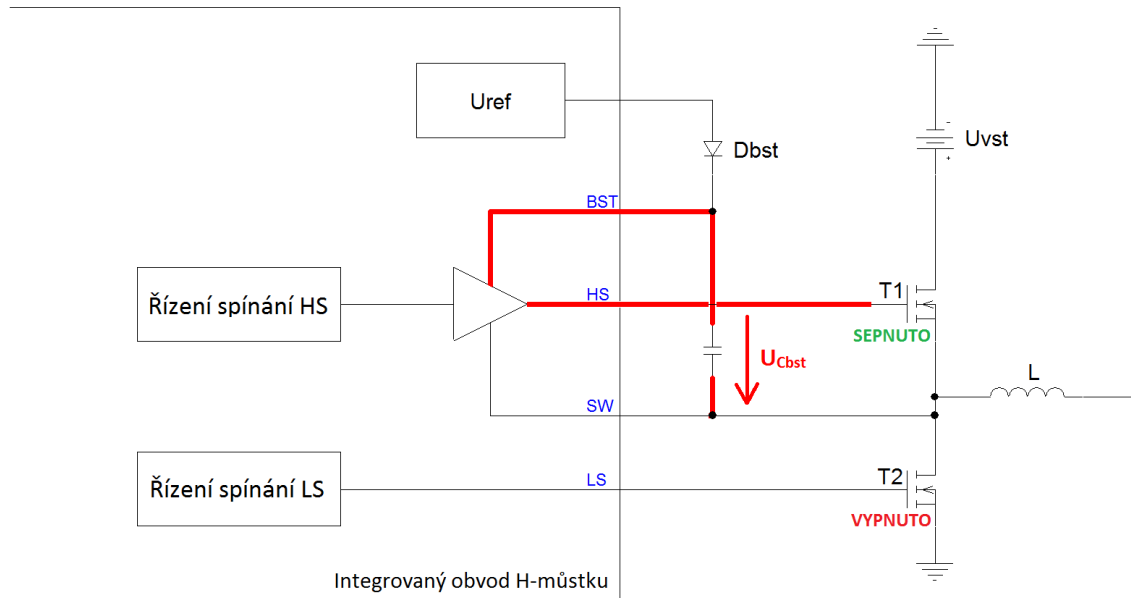 Uref
Dbst
-
Uvst
+
BST
Řízení spínání HS
HS
T1
SEPNUTO
UCbst
L
SW
Řízení spínání LS
LS
T2
VYPNUTO
Integrovaný obvod H-můstku